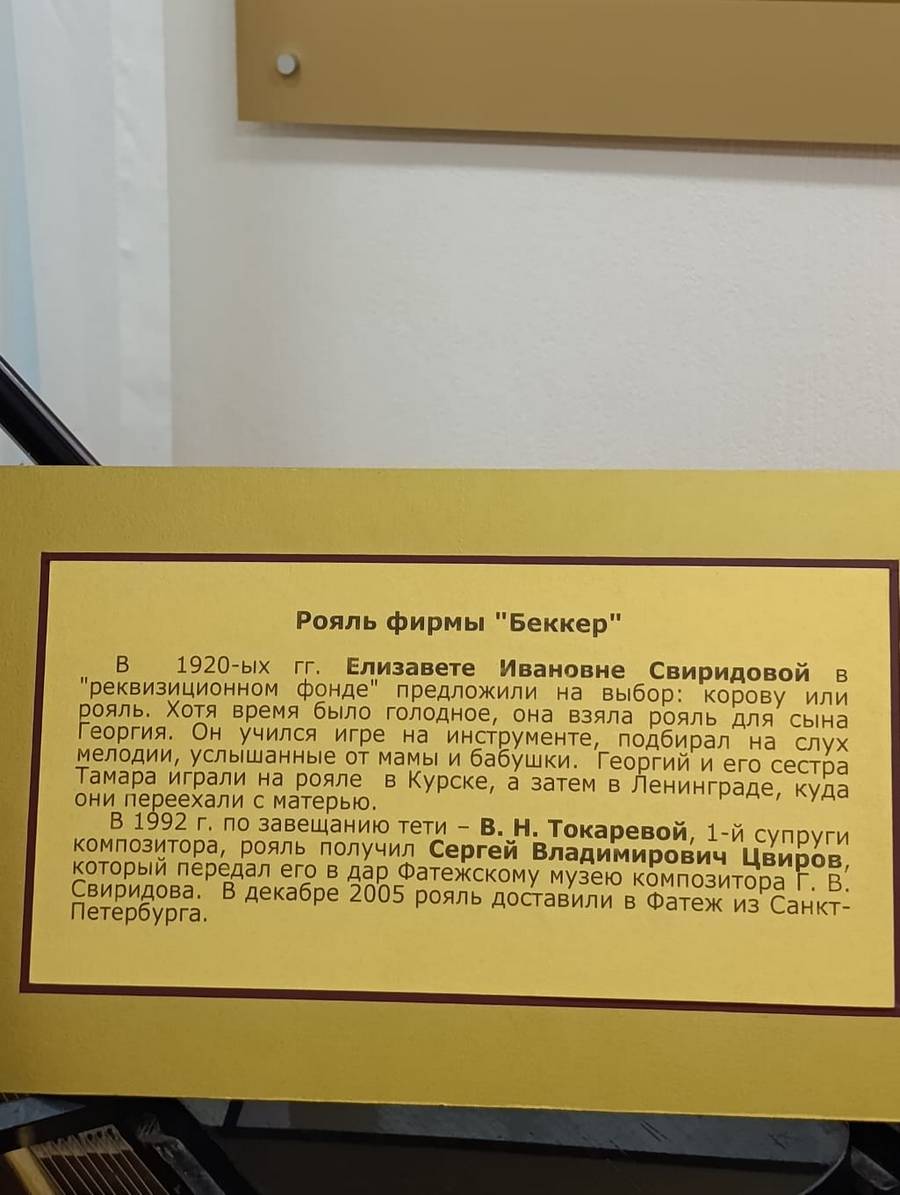 Рояль фирмы "Беккер"
В 1920-ых гг. Елизавете Ивановне Свиридовой в
"реквизиционном фонде" предложили на выбор: корову или
рояль. Хотя время было голодное, она взяла рояль для сына
Георгия. Он учился игре на инструменте, подбирал на слух
мелодии, услышанные от мамы и бабушки. Георгий и его сестра
Тамара играли на рояле в Курске, а затем в Ленинграде, куда
они переехали с матерью.
В 1992 г. по завещанию тети – В. Н. Токаревой, 1-й супруги
композитора, рояль получил Сергей Владимирович Цвиров,
который передал его в дар Фатежскому музею композитора Г. В.
Свиридова. В декабре 2005 рояль доставили в Фатеж из Санкт-
Петербурга.